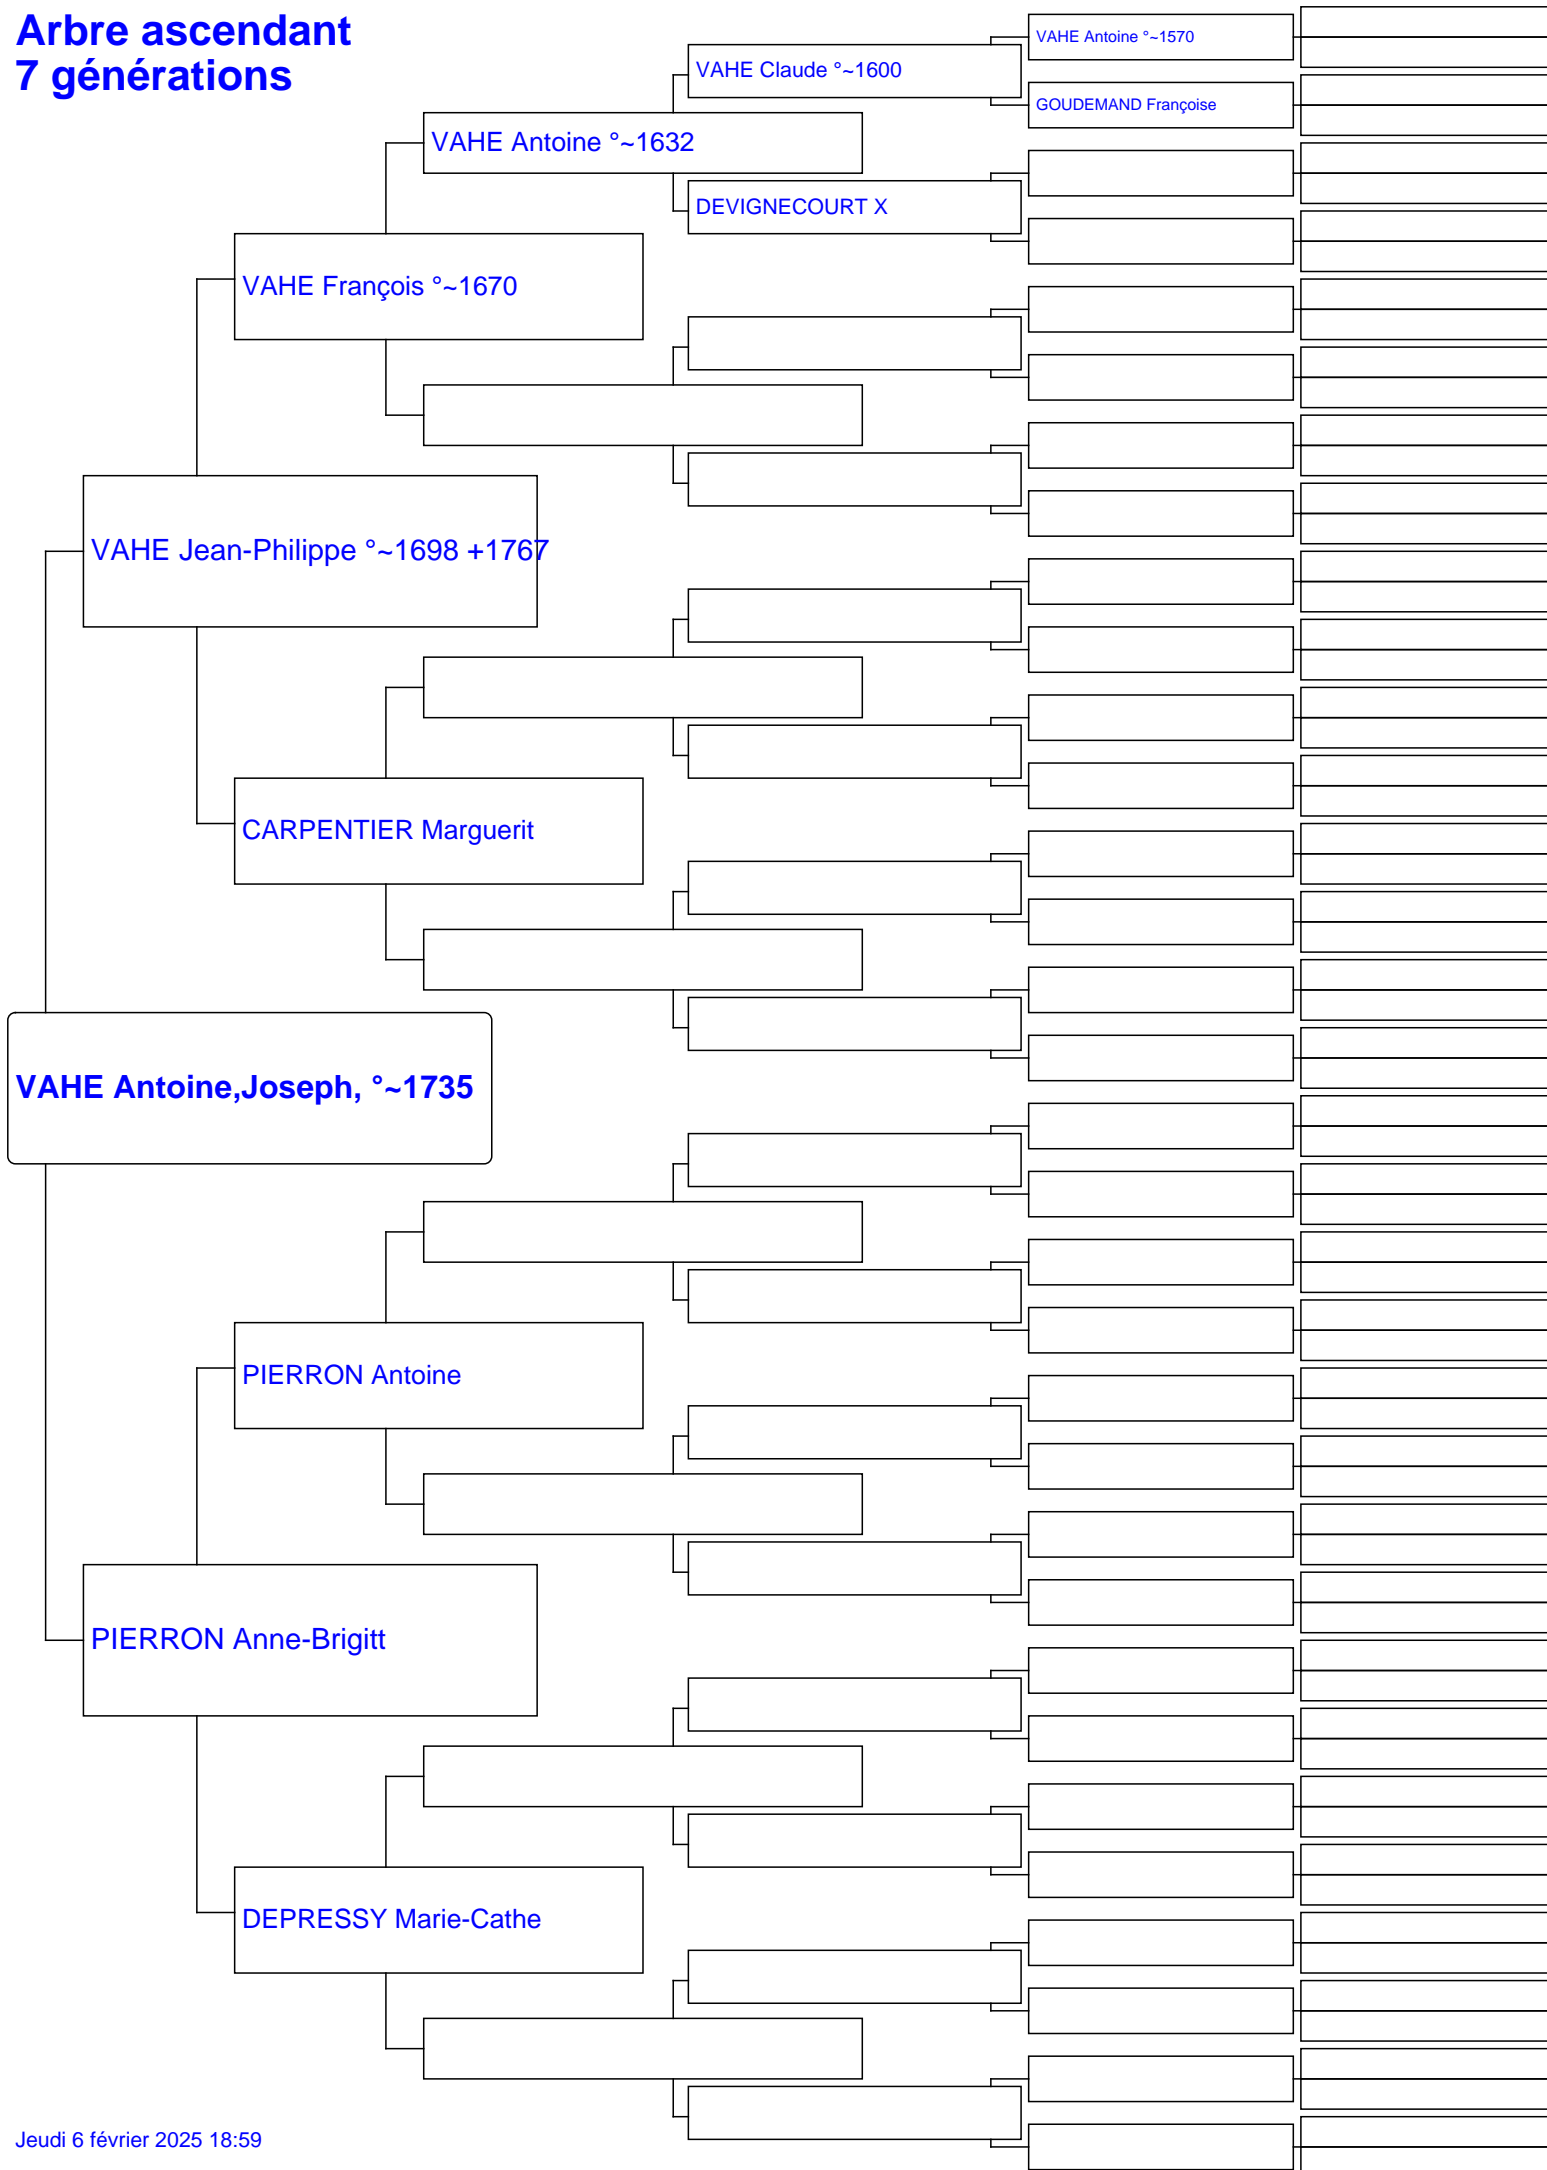 Arbre ascendant
7 générations
VAHE Antoine °~1570
VAHE Claude °~1600
GOUDEMAND Françoise
VAHE Antoine °~1632
DEVIGNECOURT X
VAHE François °~1670
VAHE Jean-Philippe °~1698 +1767
CARPENTIER Marguerit
VAHE Antoine,Joseph, °~1735
PIERRON Antoine
PIERRON Anne-Brigitt
DEPRESSY Marie-Cathe
Jeudi 6 février 2025 18:59